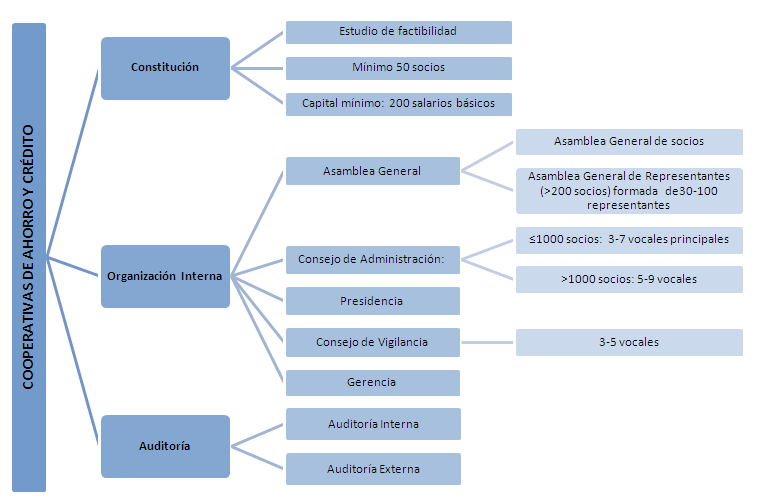 COOPERATIVAS DE AHORRO Y CRÉDITO
Constitución
Estudio de factibilidad
Mínimo 50 socios
Capital mínimo: 200 salarios básicos
Organización Interna
Asamblea General
Asamblea General de socios
Asamblea General de Representantes
(>200 socios) formada de30-100
representantes
Consejo de Administración:
≤1000 socios: 3-7 vocales principales
>1000 socios: 5-9 vocales
Presidencia
Consejo de Vigilancia
3-5 vocales
Gerencia
Auditoría
Auditoría Interna
Auditoría Externa